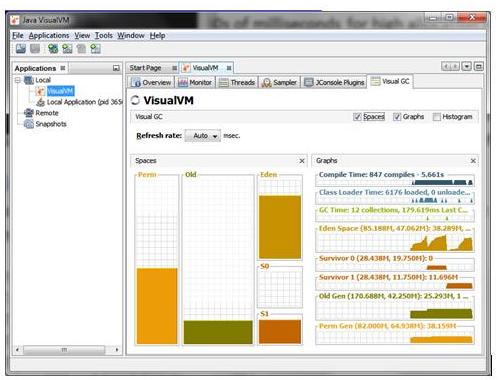 IDs of milliseconds for high
Java VisualVM
File Applications View Tools Window Help
Applications
Local
VisualVM
Local Application (pid 365
Remote
Snapshots
Start Page
VisualVM
Overview Monitor Threads Sampler JConsole Plugins Visual GC
VisualVM
Visual GC
Spaces Graphs Histogram
Refresh rate: Auto msec.
Spaces
Perm
Old
Eden
S0
S1
Graphs
Compile Time: 847 compiles - 5.661s
Class Loader Time: 6176 loaded, 0 unloade...
GC Time: 12 collections, 179.619ms Last C...
Eden Space (85.188M, 47.062M): 38.289M, ...
Survivor 0 (28.438M, 19.750M): 0
Survivor 1 (28.438M, 11.750M): 11.696M
Old Gen (170.688M, 42.250M): 25.293M, 1 ...
Perm Gen (82.000M, 64.938M): 38.159M